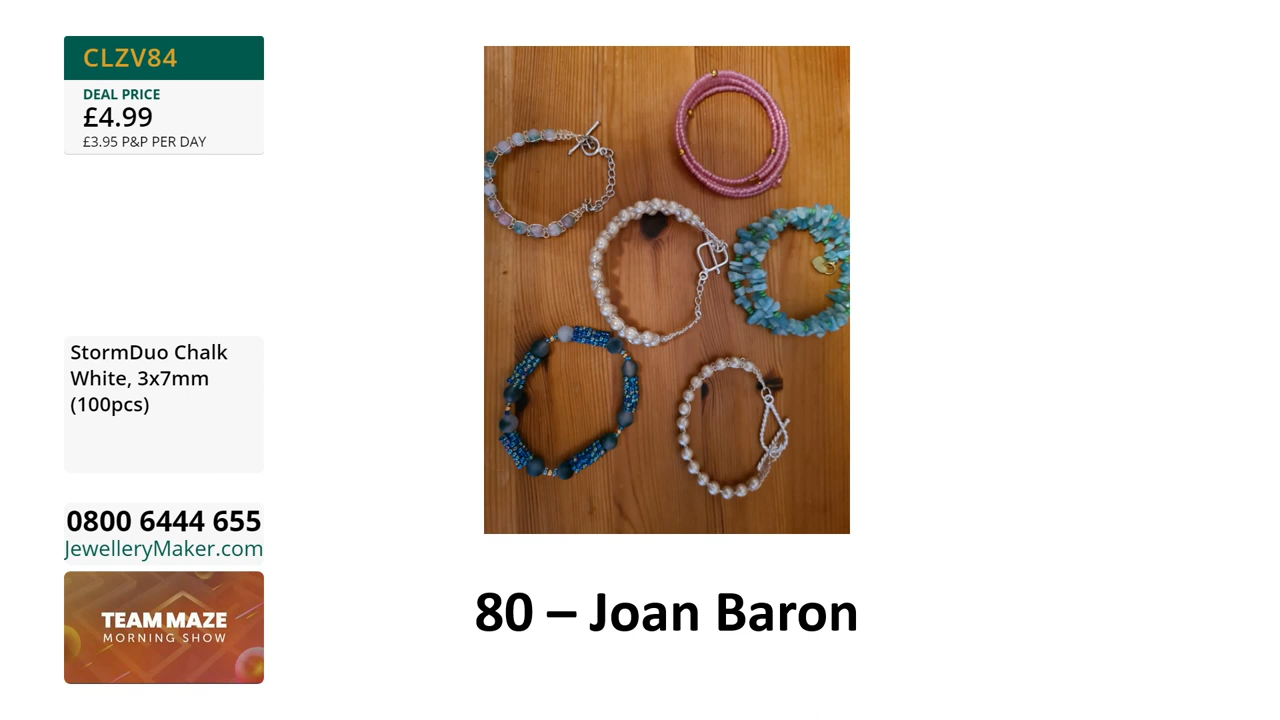 CLZV84
DEAL PRICE
£4.99
£3.95 P&P PER DAY
StormDuo Chalk
White, 3x7mm
(100pcs)
0800 6444 655
JewelleryMaker.com
TEAM MAZE
MORNING SHOW
80 – Joan Baron